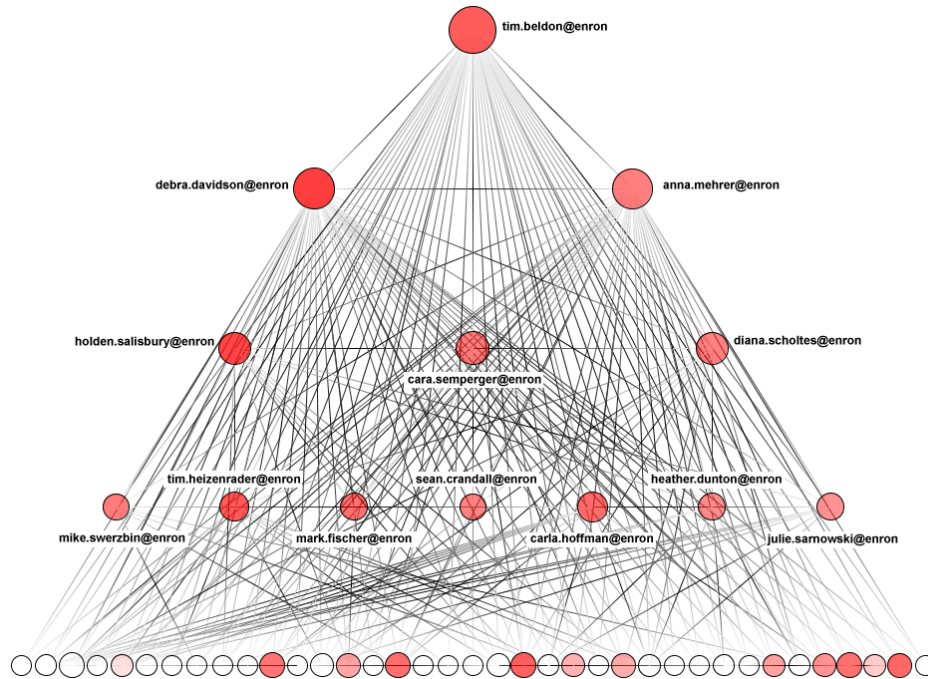 tim.beldon@enron
debra.davidson@enron
anna.mehrer@enron
holden.salisbury@enron
diana.scholtes@enron
cara.semperger@enron
tim.heizenrader@enron
sean.crandall@enron
heather.dunton@enron
mike.swerzbin@enron
mark.fischer@enron
carla.hoffman@enron
julie.sarnowski@enron